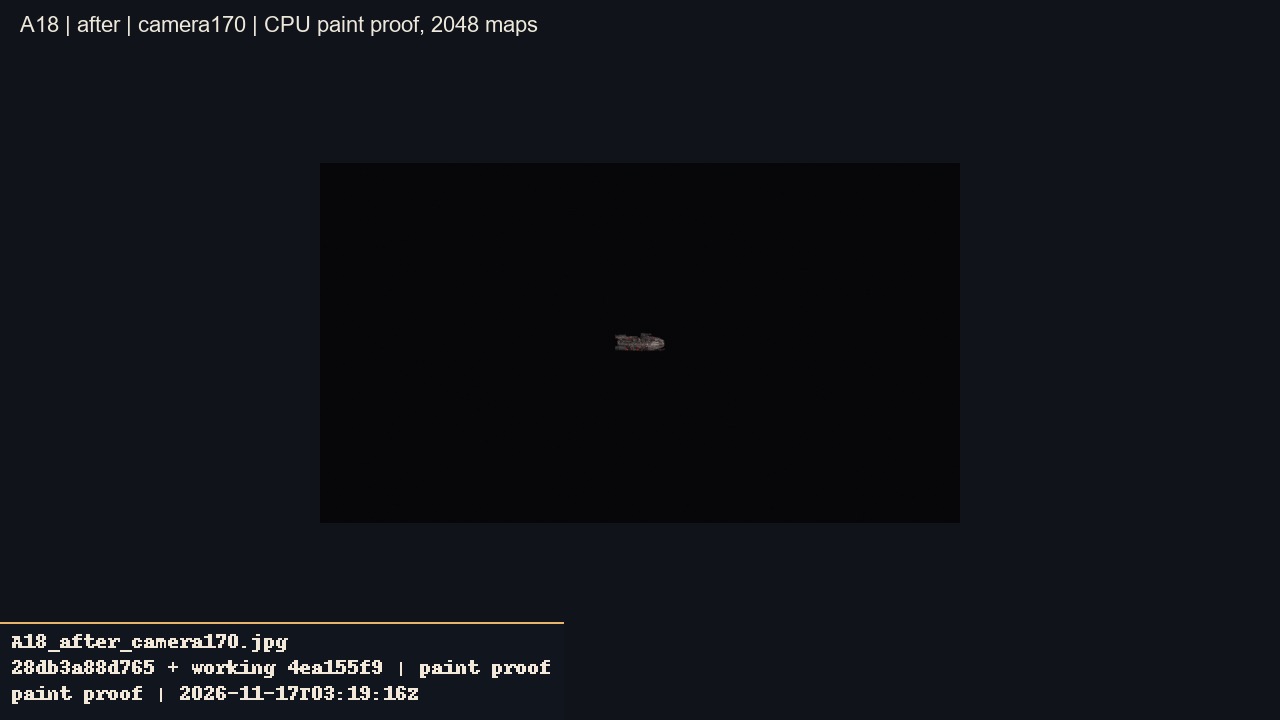 A18 | after | camera170 | CPU paint proof, 2048 maps
A18_after_camera170.jpg
28db3a88d765 + working 4ea155f9 | paint proof
paint proof | 2026-11-17T03:19:16Z